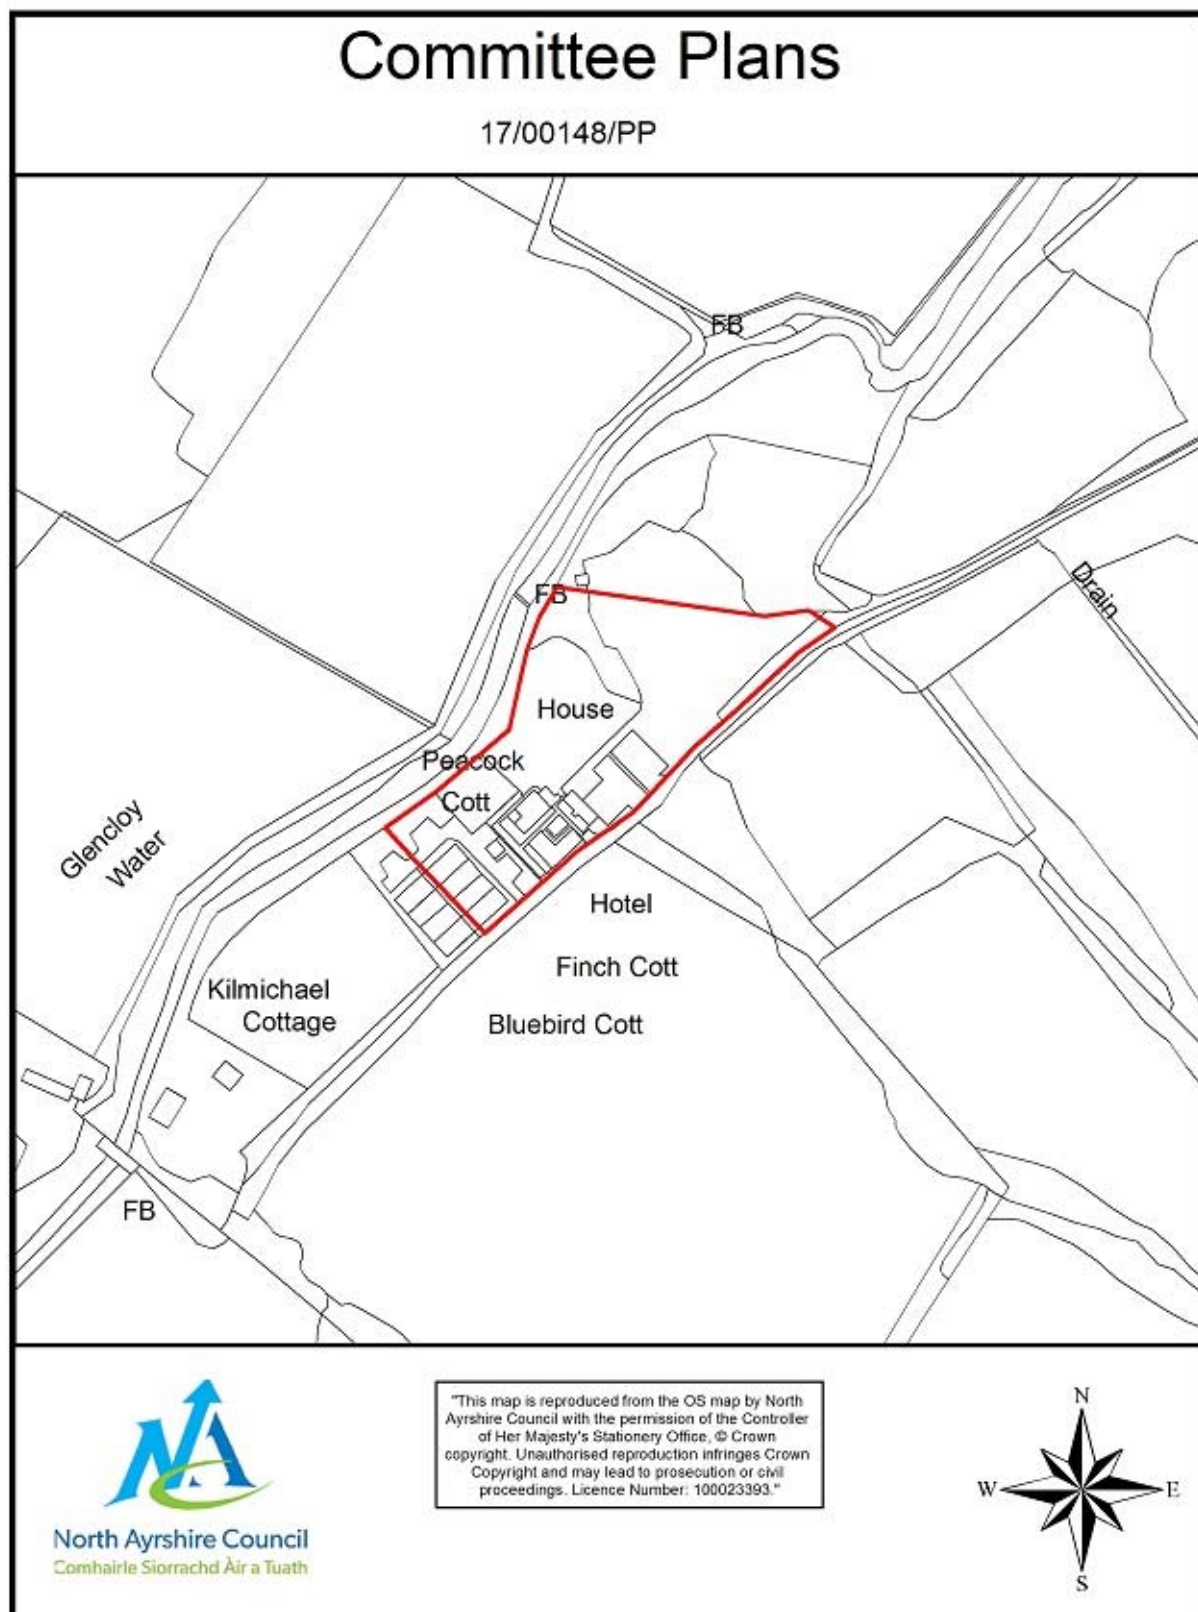 Committee Plans
17/00148/PP
FB
Drain
FB
House
Peacock
Cott
Glencloy
Water
Hotel
Finch Cott
Kilmichael
Cottage
Bluebird Cott
FB
"This map is reproduced from the OS map by North
Ayrshire Council with the permission of the Controller
of Her Majesty's Stationery Office, © Crown
copyright. Unauthorised reproduction infringes Crown
Copyright and may lead to prosecution or civil
proceedings. Licence Number: 100023393."
N
W
E
S
NA
North Ayrshire Council
Comhairle Siorrachd Àir a Tuath